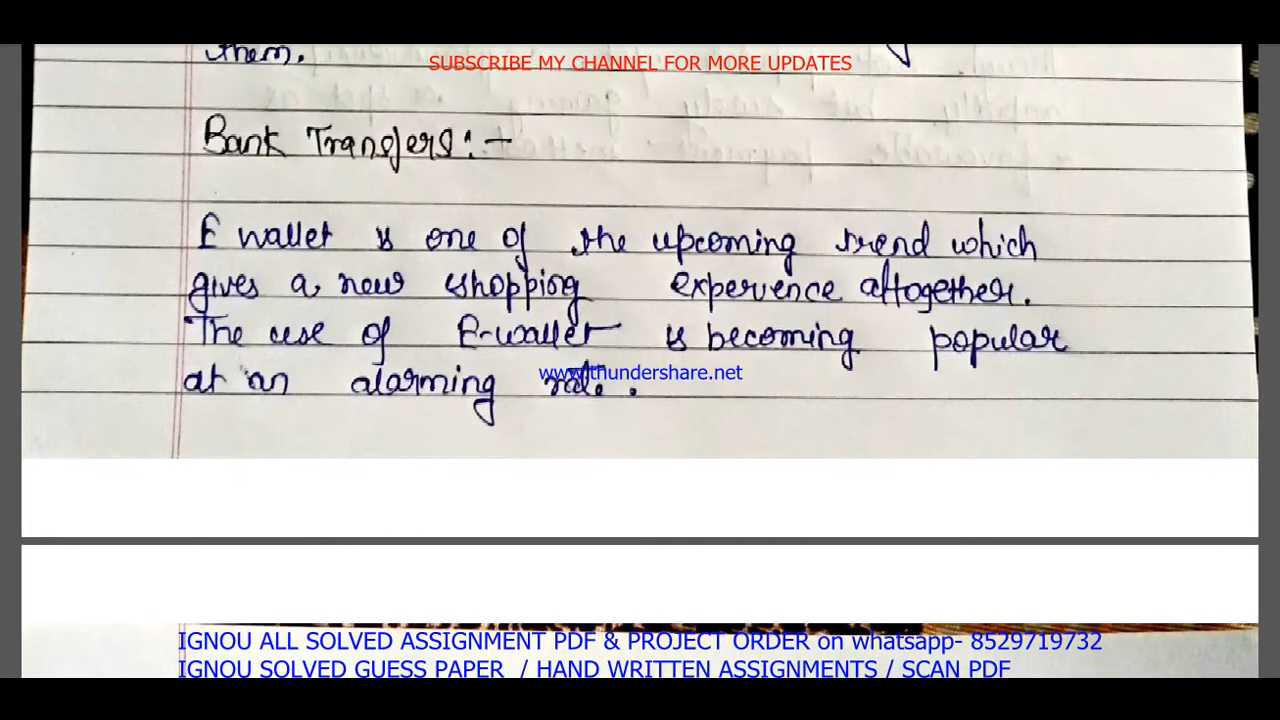 them.
SUBSCRIBE MY CHANNEL FOR MORE UPDATES
Bank Transfers:-
E wallet is one of the upcoming trend which
gives a new shopping experience altogether.
The use of E-wallet is becoming popular
at an alarming rate.
www.thundershare.net
IGNOU ALL SOLVED ASSIGNMENT PDF & PROJECT ORDER on whatsapp- 8529719732
IGNOU SOLVED GUESS PAPER / HAND WRITTEN ASSIGNMENTS / SCAN PDF